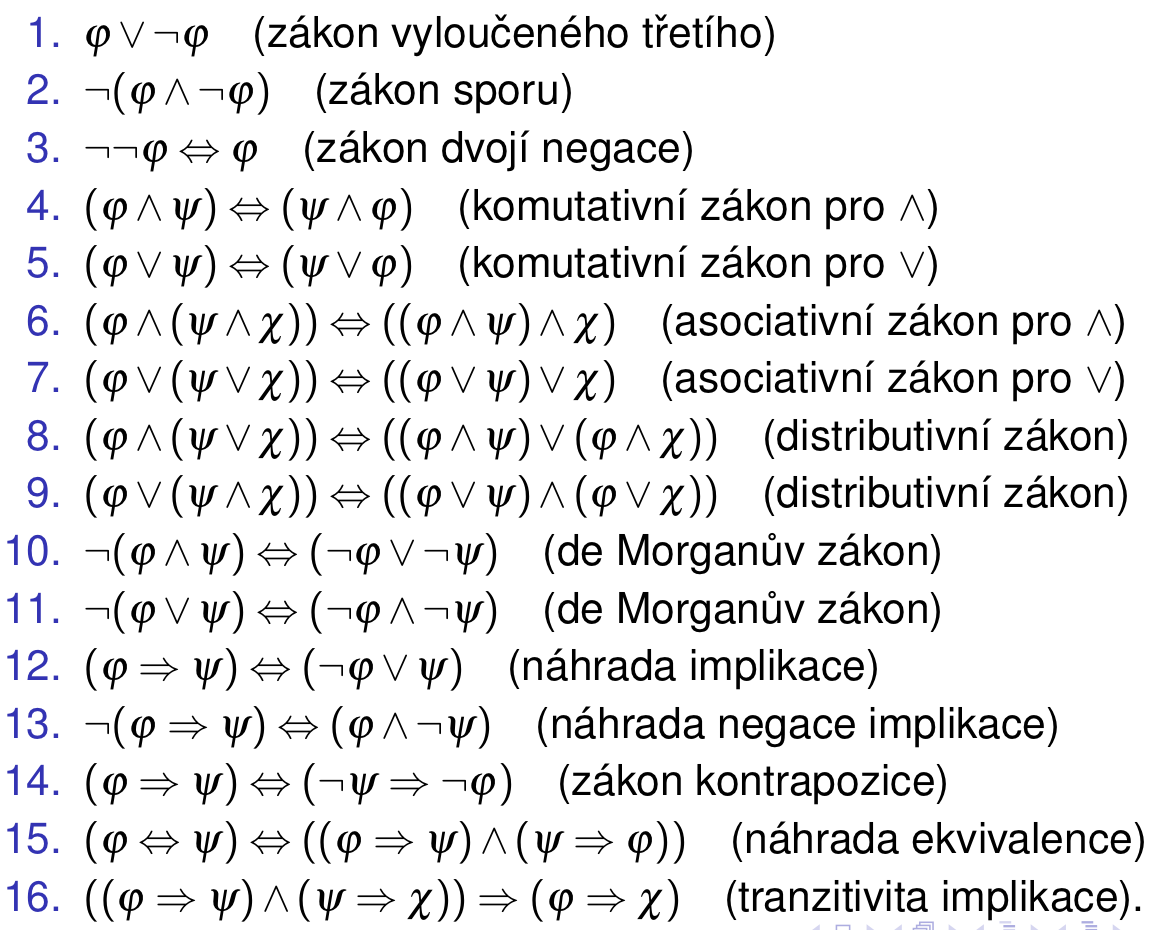 1. φ ∨ ¬φ (zákon vyloučeného třetího)
2. ¬(φ ∧ ¬φ) (zákon sporu)
3. ¬¬φ ⇔ φ (zákon dvojí negace)
4. (φ ∧ ψ) ⇔ (ψ ∧ φ) (komutativní zákon pro ∧)
5. (φ ∨ ψ) ⇔ (ψ ∨ φ) (komutativní zákon pro ∨)
6. (φ ∧ (ψ ∧ χ)) ⇔ ((φ ∧ ψ) ∧ χ) (asociativní zákon pro ∧)
7. (φ ∨ (ψ ∨ χ)) ⇔ ((φ ∨ ψ) ∨ χ) (asociativní zákon pro ∨)
8. (φ ∧ (ψ ∨ χ)) ⇔ ((φ ∧ ψ) ∨ (φ ∧ χ)) (distributivní zákon)
9. (φ ∨ (ψ ∧ χ)) ⇔ ((φ ∨ ψ) ∧ (φ ∨ χ)) (distributivní zákon)
10. ¬(φ ∧ ψ) ⇔ (¬φ ∨ ¬ψ) (de Morganův zákon)
11. ¬(φ ∨ ψ) ⇔ (¬φ ∧ ¬ψ) (de Morganův zákon)
12. (φ ⇒ ψ) ⇔ (¬φ ∨ ψ) (náhrada implikace)
13. ¬(φ ⇒ ψ) ⇔ (φ ∧ ¬ψ) (náhrada negace implikace)
14. (φ ⇒ ψ) ⇔ (¬ψ ⇒ ¬φ) (zákon kontrapozice)
15. (φ ⇔ ψ) ⇔ ((φ ⇒ ψ) ∧ (ψ ⇒ φ)) (náhrada ekvivalence)
16. ((φ ⇒ ψ) ∧ (ψ ⇒ χ)) ⇒ (φ ⇒ χ) (tranzitivita implikace).